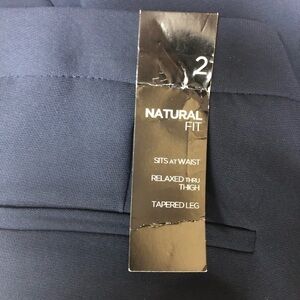 2
NATURAL
FIT
SITS AT WAIST
RELAXED THRU
THIGH
TAPERED LEG